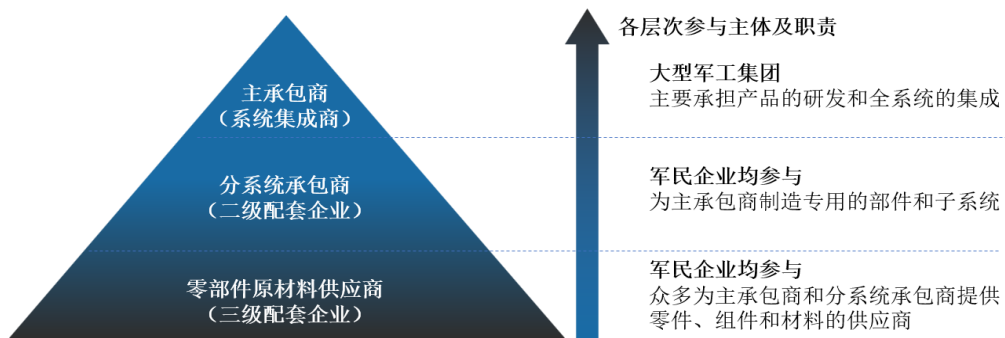 主承包商
（系统集成商）
分系统承包商
（二级配套企业）
零部件原材料供应商
（三级配套企业）
各层次参与主体及职责
大型军工集团
主要承担产品的研发和全系统的集成
军民企业均参与
为主承包商制造专用的部件和子系统
军民企业均参与
众多为主承包商和分系统承包商提供
零件、组件和材料的供应商